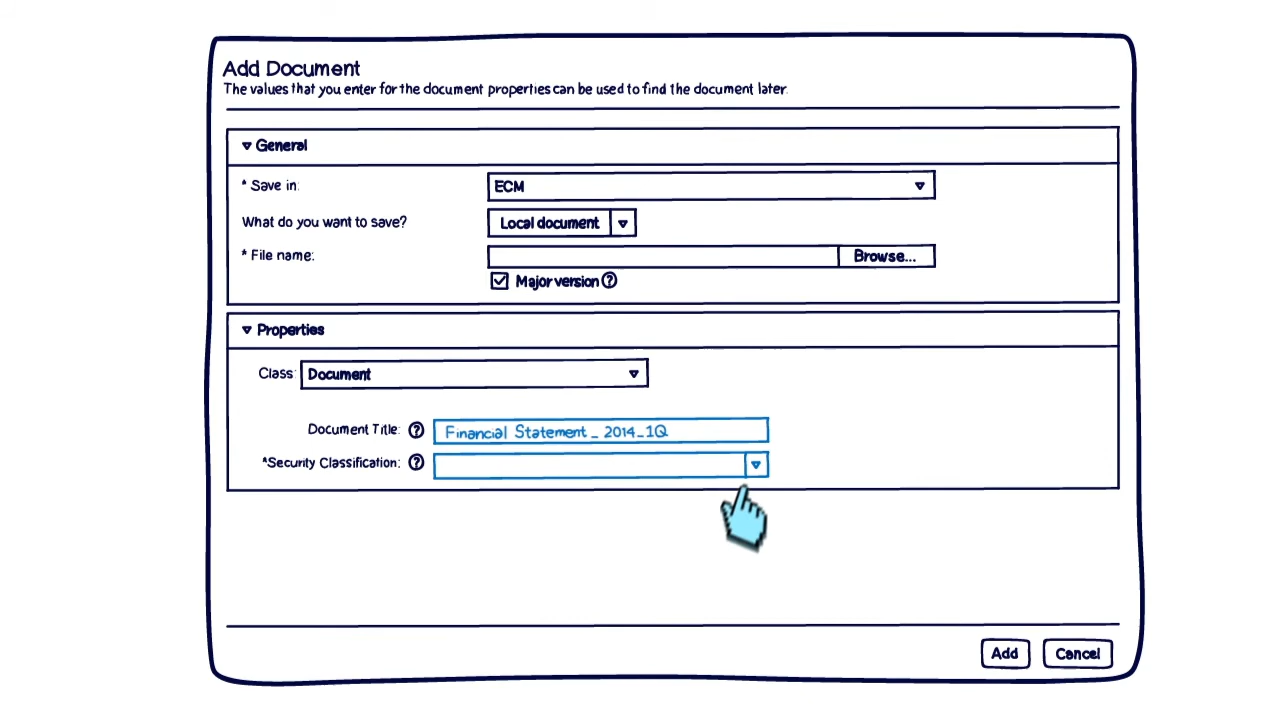 Add Document
The values that you enter for the document properties can be used to find the document later.
General
* Save in: ECM
What do you want to save? Local document
* File name: Browse...
Major version ?
Properties
Class: Document
Document Title: ? Financial Statement _ 2014_1Q
*Security Classification: ?
Add Cancel